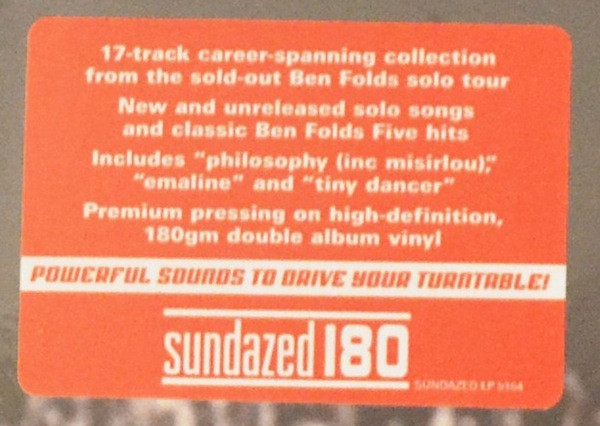 17-track career-spanning collection
from the sold-out Ben Folds solo tour
New and unreleased solo songs
and classic Ben Folds Five hits
Includes "philosophy (inc misirlou),"
"emaline" and "tiny dancer"
Premium pressing on high-definition,
180gm double album vinyl
POWERFUL SOUNDS TO DRIVE YOUR TURNTABLE!
sundazed 180
SUNDAZED LP 5164